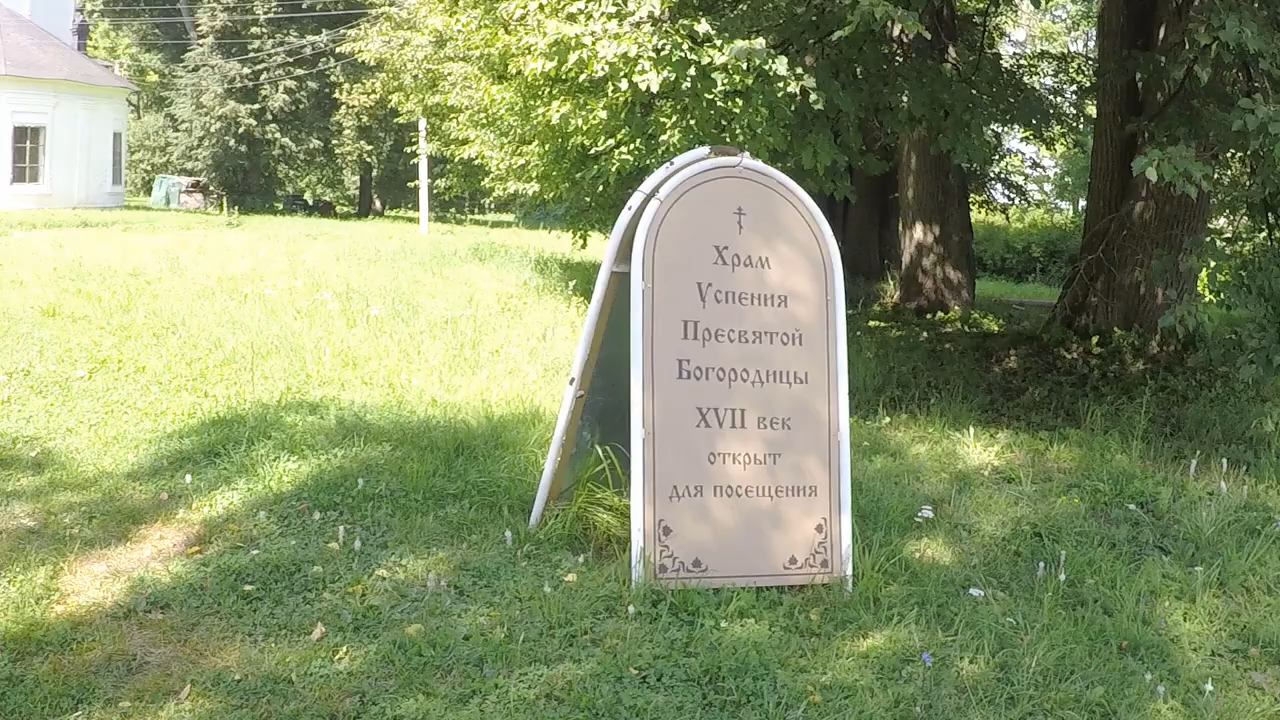 Храм
Успения
Пресвятой
Богородицы
XVII век
открыт
для посещения